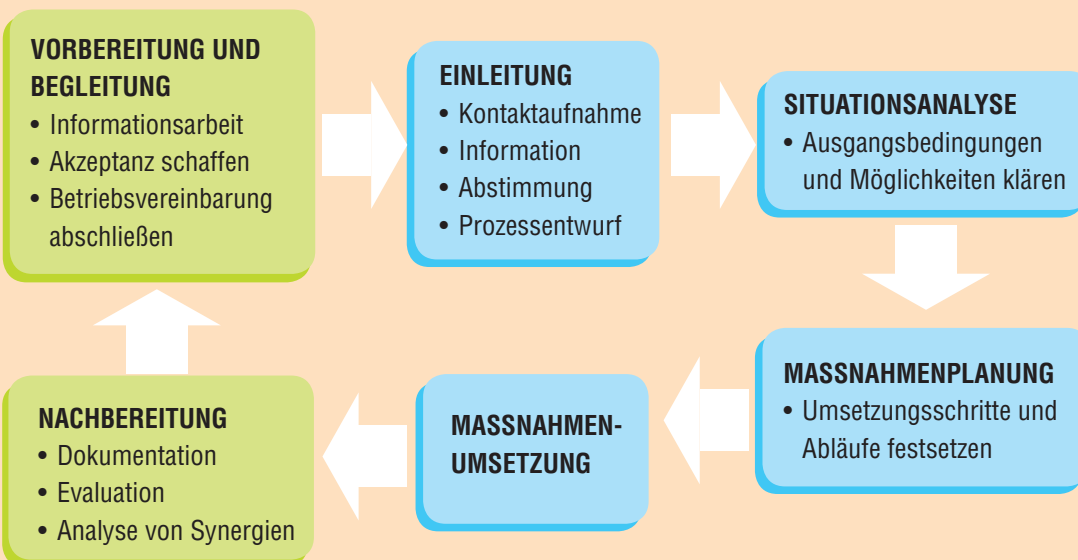 VORBEREITUNG UND
BEGLEITUNG
• Informationsarbeit
• Akzeptanz schaffen
• Betriebsvereinbarung
abschließen
EINLEITUNG
• Kontaktaufnahme
• Information
• Abstimmung
• Prozessentwurf
SITUATIONSANALYSE
• Ausgangsbedingungen
und Möglichkeiten klären
MASSNAHMENPLANUNG
• Umsetzungsschritte und
Abläufe festsetzen
MASSNAHMEN-
UMSETZUNG
NACHBEREITUNG
• Dokumentation
• Evaluation
• Analyse von Synergien